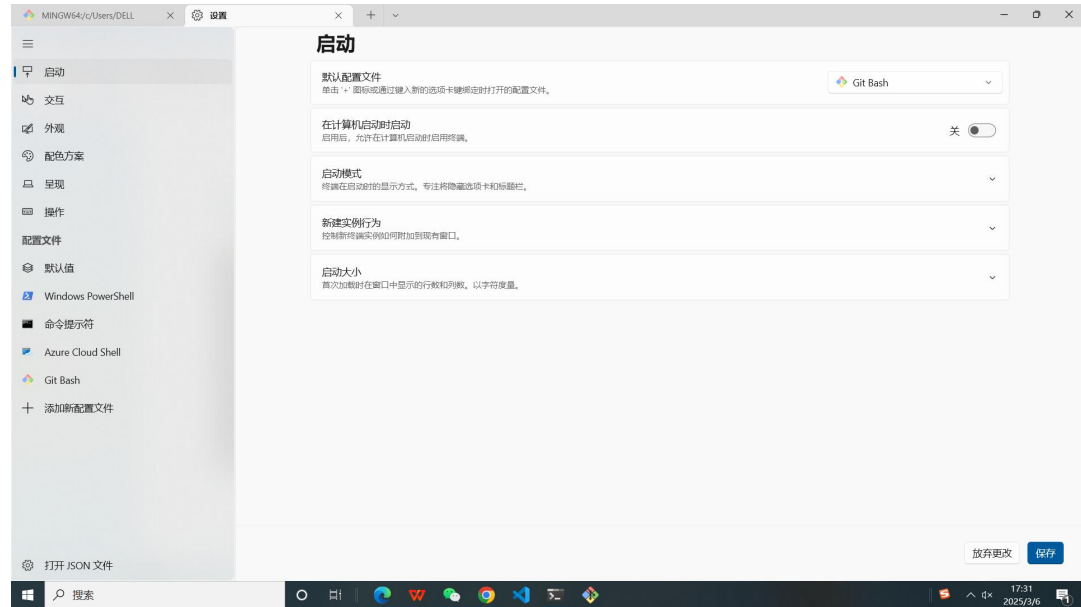 MINGW64:/c/Users/DELL
设置
启动
交互
外观
配色方案
呈现
操作
配置文件
默认值
Windows PowerShell
命令提示符
Azure Cloud Shell
Git Bash
添加新配置文件
打开 JSON 文件
启动
默认配置文件
单击 '+' 图标或通过键入新的选项卡键绑定时打开的配置文件。
Git Bash
在计算机启动时启动
启用后，允许在计算机启动时启用终端。
关
启动模式
终端在启动时的显示方式。专注将隐藏选项卡和标题栏。
新建实例行为
控制新终端实例如何附加到现有窗口。
启动大小
首次加载时在窗口中显示的行数和列数。以字符度量。
放弃更改
保存
搜索
17:31
2025/3/6